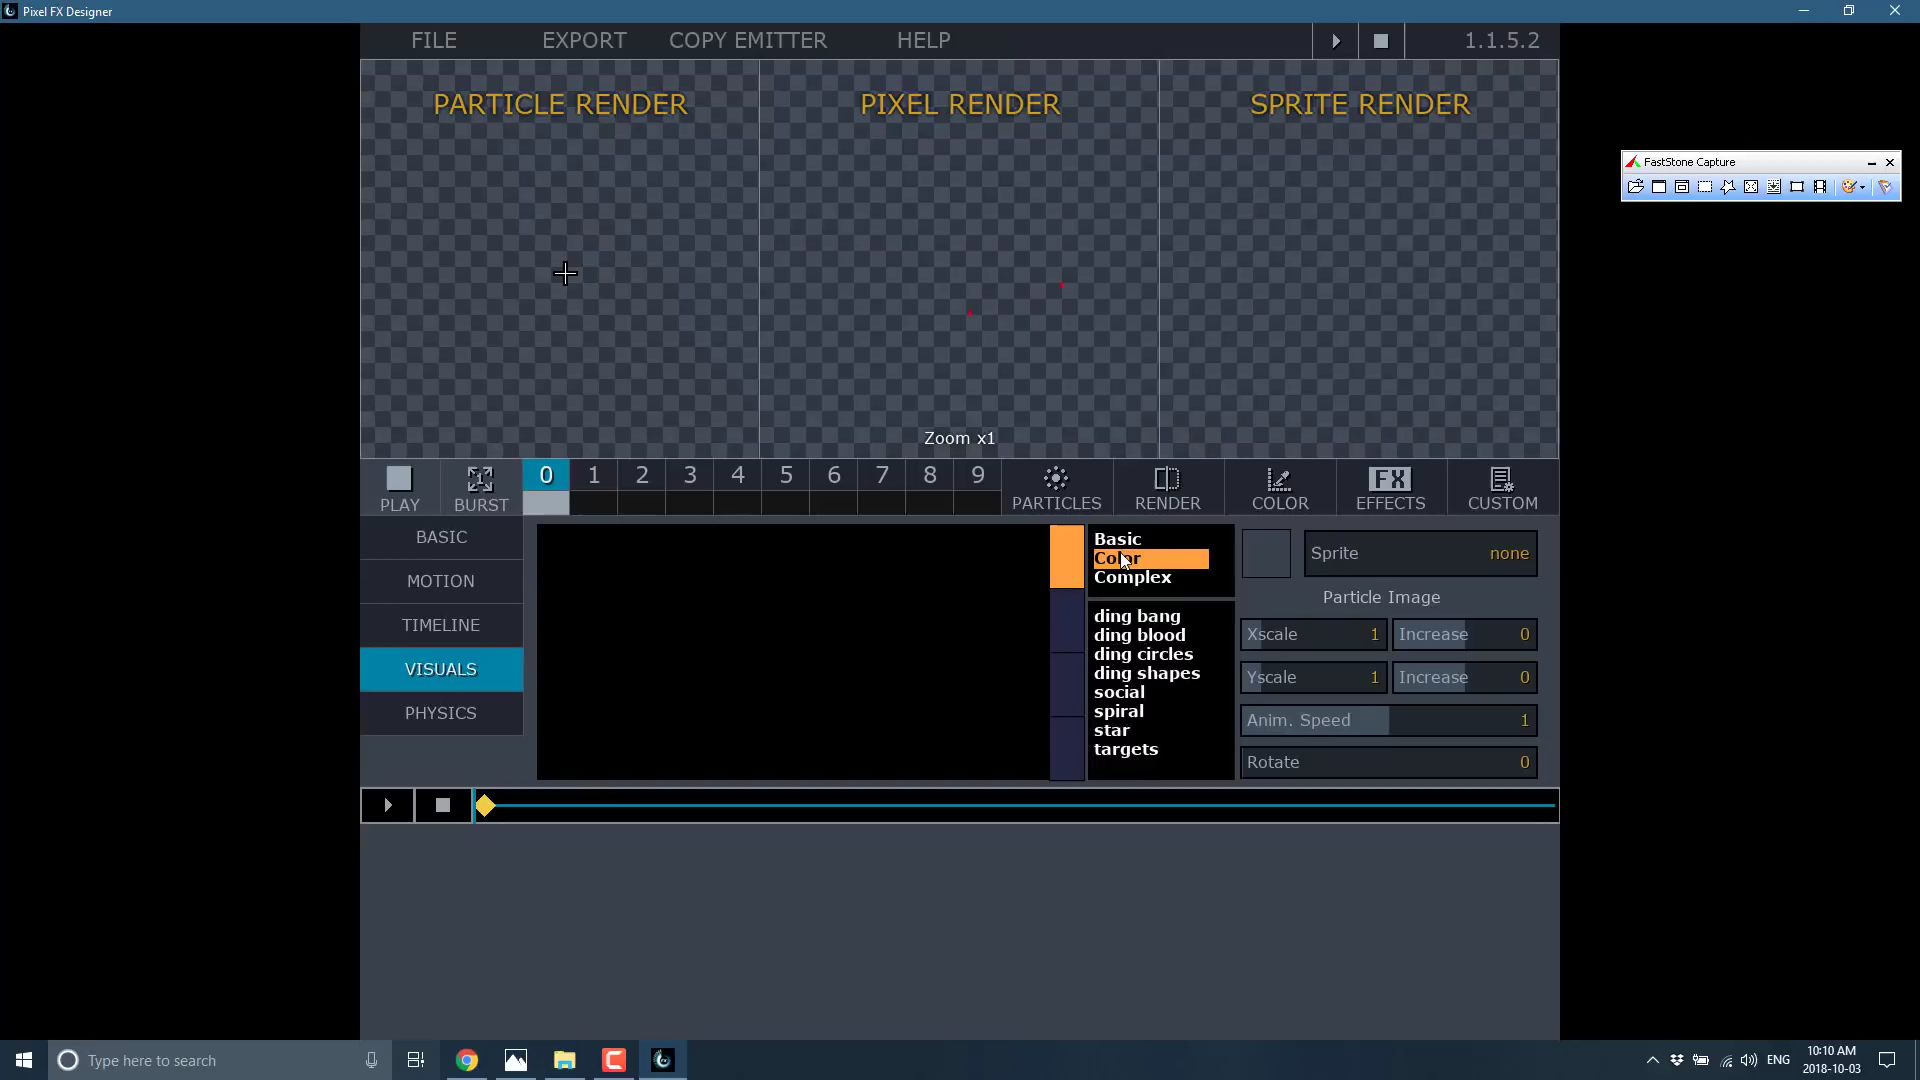 Pixel FX Designer
FILE EXPORT COPY EMITTER HELP 1.1.5.2
PARTICLE RENDER PIXEL RENDER SPRITE RENDER
FastStone Capture
Zoom x1
PLAY BURST 0 1 2 3 4 5 6 7 8 9 PARTICLES RENDER COLOR FX EFFECTS CUSTOM
BASIC
MOTION
TIMELINE
VISUALS
PHYSICS
Basic
Color
Complex
ding bang
ding blood
ding circles
ding shapes
social
spiral
star
targets
Sprite none
Particle Image
Xscale 1 Increase 0
Yscale 1 Increase 0
Anim. Speed 1
Rotate 0
Type here to search
ENG
10:10 AM
2018-10-03